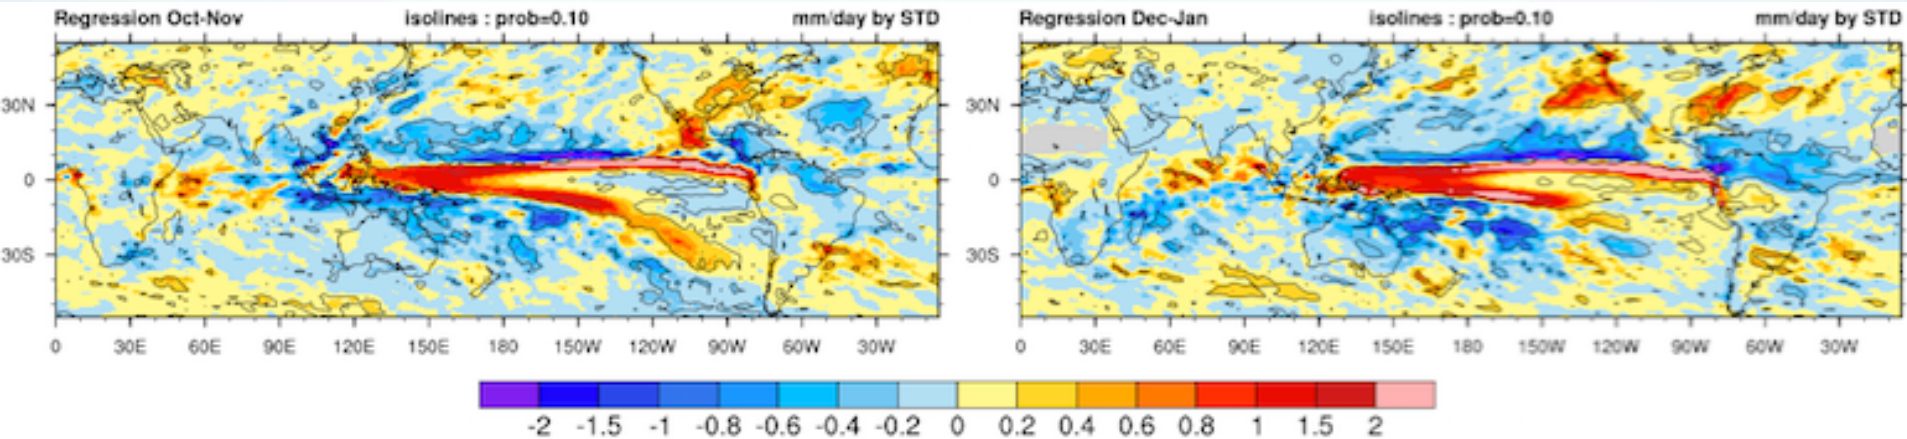 Regression Oct-Nov isolines : prob=0.10 mm/day by STD
30N
0
30S
0 30E 60E 90E 120E 150E 180 150W 120W 90W 60W 30W
Regression Dec-Jan isolines : prob=0.10 mm/day by STD
30N
0
30S
0 30E 60E 90E 120E 150E 180 150W 120W 90W 60W 30W
-2 -1.5 -1 -0.8 -0.6 -0.4 -0.2 0 0.2 0.4 0.6 0.8 1 1.5 2